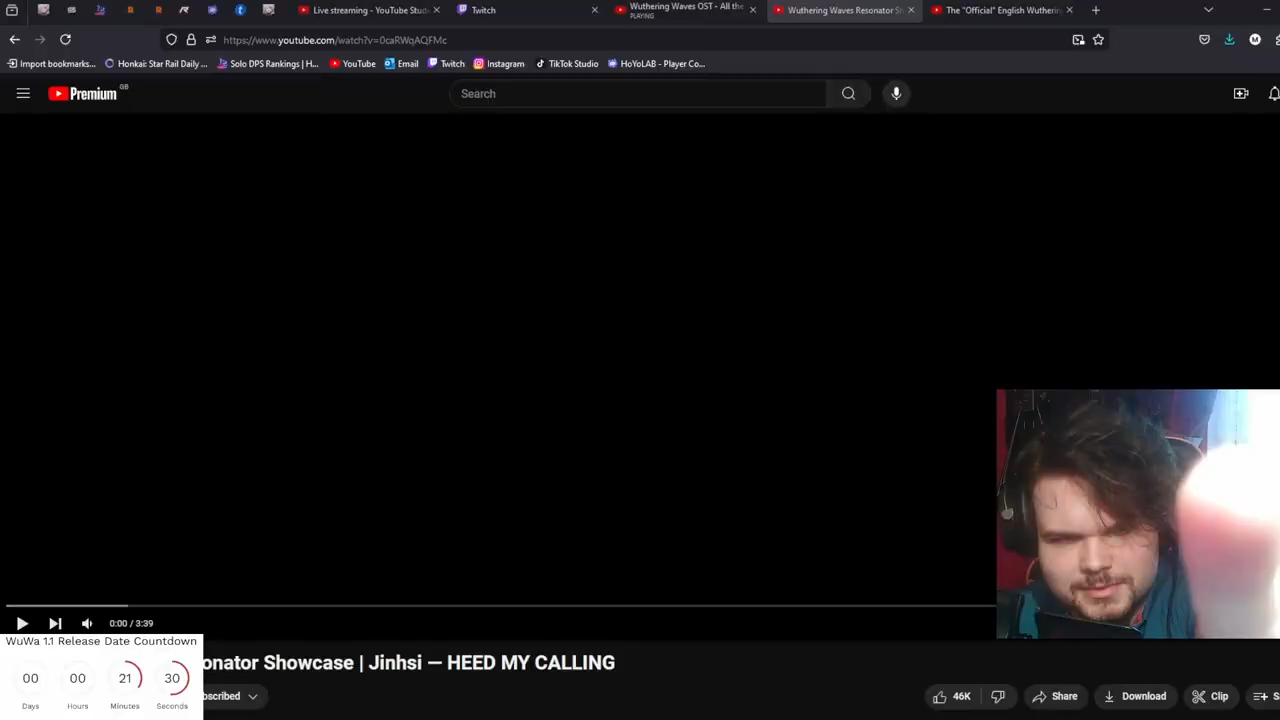 Live streaming - YouTube Stud
Twitch
Wuthering Waves OST - All the
PLAYING
Wuthering Waves Resonator Sh
The "Official" English Wutherin
https://www.youtube.com/watch?v=0caRWqAQFMc
Import bookmarks...
Honkai: Star Rail Daily ...
Solo DPS Rankings | H...
YouTube
Email
Twitch
Instagram
TikTok Studio
HoYoLAB - Player Co...
Premium GB
Search
0:00 / 3:39
WuWa 1.1 Release Date Countdown
00 00 21 30
Days Hours Minutes Seconds
onator Showcase | Jinhsi — HEED MY CALLING
bscribed
46K
Share
Download
Clip
S